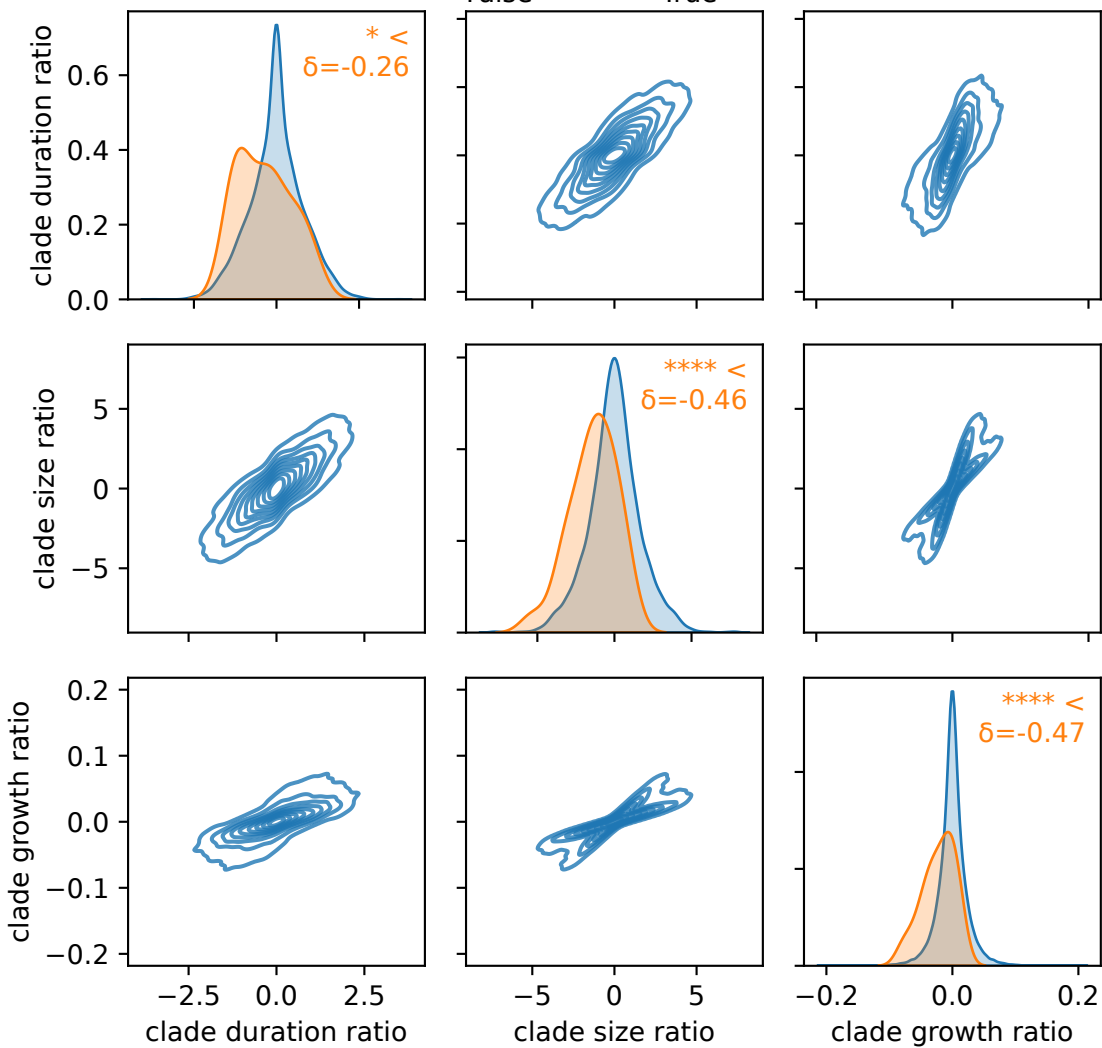 * <
δ=-0.26
clade duration ratio
0.6
0.4
0.2
0.0
**** <
δ=-0.46
clade size ratio
5
0
−5
**** <
δ=-0.47
clade growth ratio
0.2
0.1
0.0
−0.1
−0.2
−2.5 0.0 2.5
−5 0 5
−0.2 0.0 0.2
clade duration ratio
clade size ratio
clade growth ratio